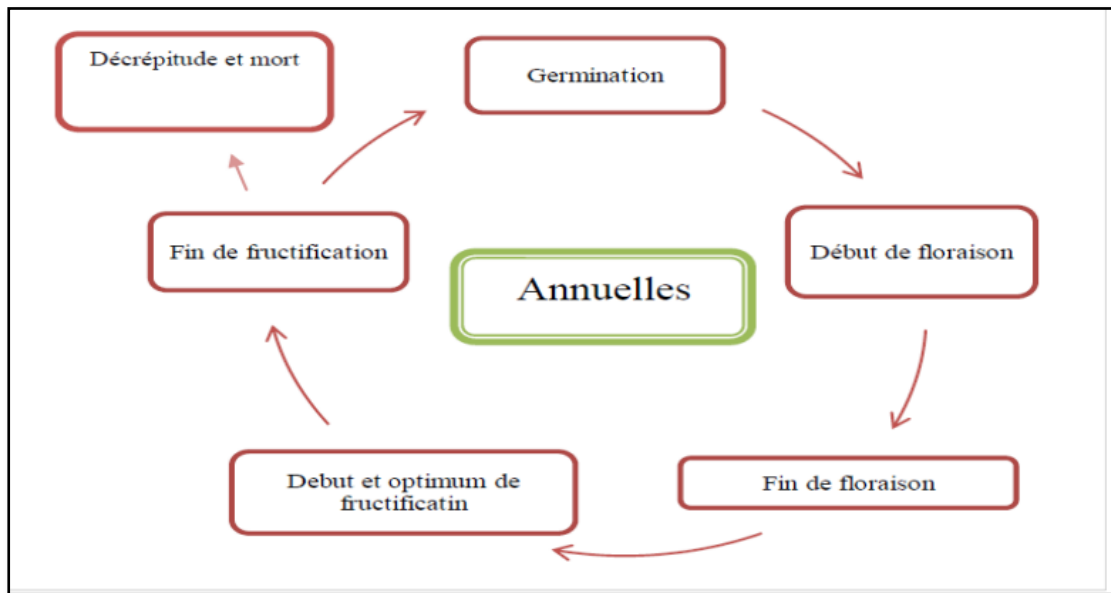 Décrépitude et mort
Germination
Fin de fructification
Début de floraison
Annuelles
Debut et optimum de
fructificatin
Fin de floraison